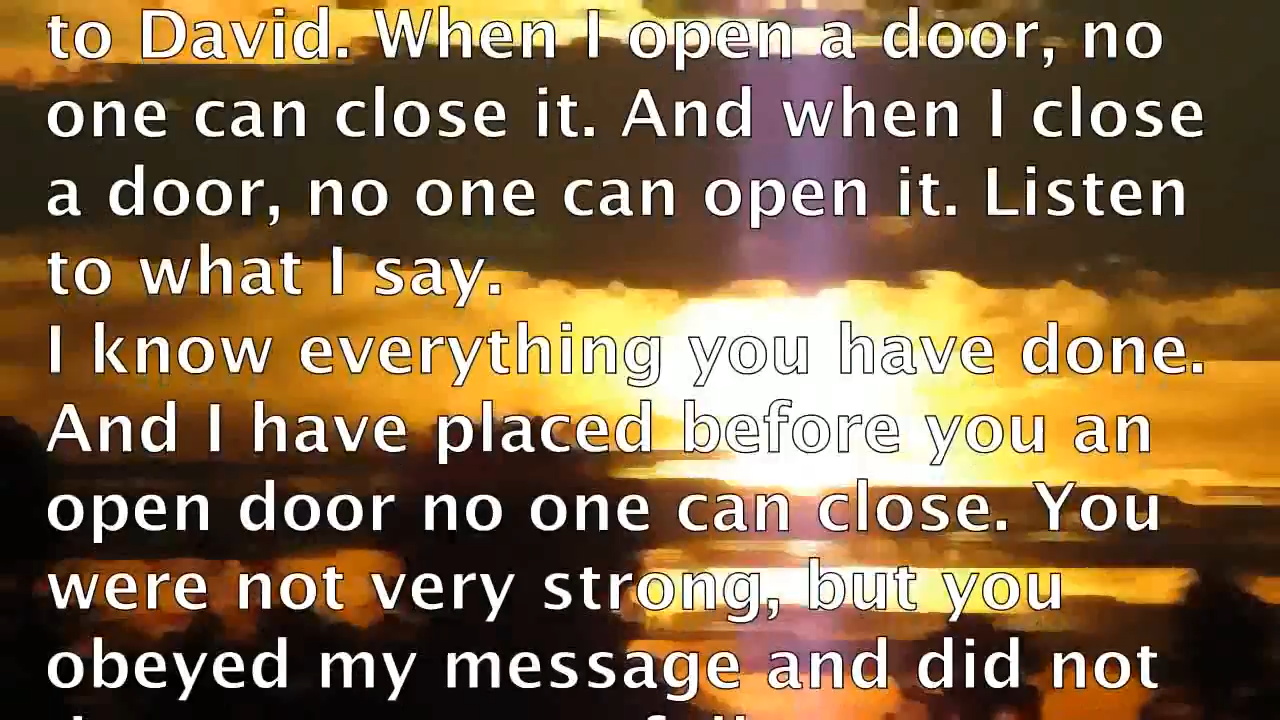 to David. When I open a door, no
one can close it. And when I close
a door, no one can open it. Listen
to what I say.
I know everything you have done.
And I have placed before you an
open door no one can close. You
were not very strong, but you
obeyed my message and did not